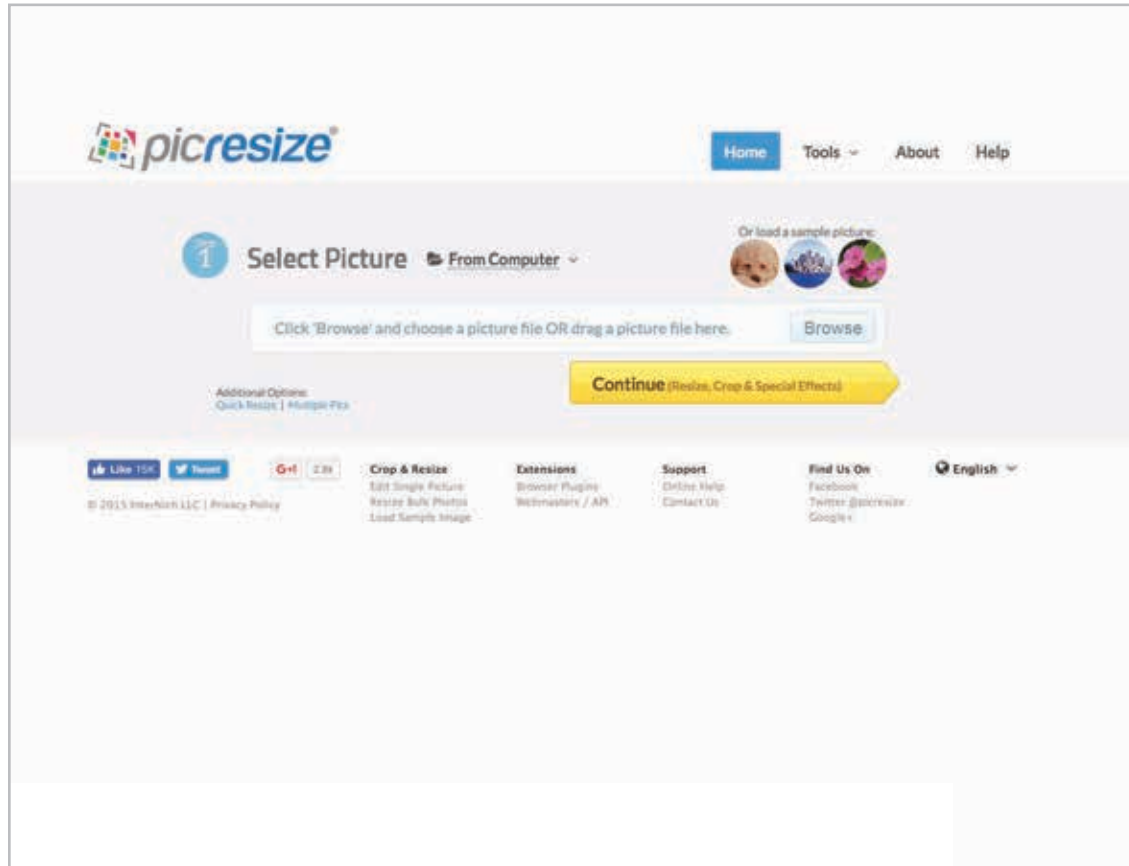 picresize®
Home Tools About Help
1 Select Picture From Computer
Or load a sample picture:
Click 'Browse' and choose a picture file OR drag a picture file here. Browse
Continue (Resize, Crop & Special Effects)
Additional Options:
Quick Resize | Multiple Pics
Like 15K Tweet G+1
Crop & Resize Extensions Support Find Us On English
Edit Single Picture Browser Plugins Online Help Facebook
© 2015 InterNich LLC | Privacy Policy Resize Bulk Photos Webmasters / API Contact Us Twitter @picresize
Load Sample Image Google+